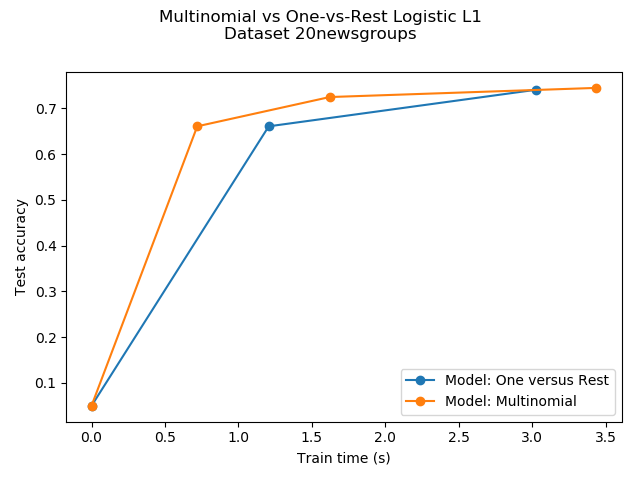 Multinomial vs One-vs-Rest Logistic L1
Dataset 20newsgroups
Test accuracy
0.7
0.6
0.5
0.4
0.3
0.2
0.1
Model: One versus Rest
Model: Multinomial
0.0 0.5 1.0 1.5 2.0 2.5 3.0 3.5
Train time (s)